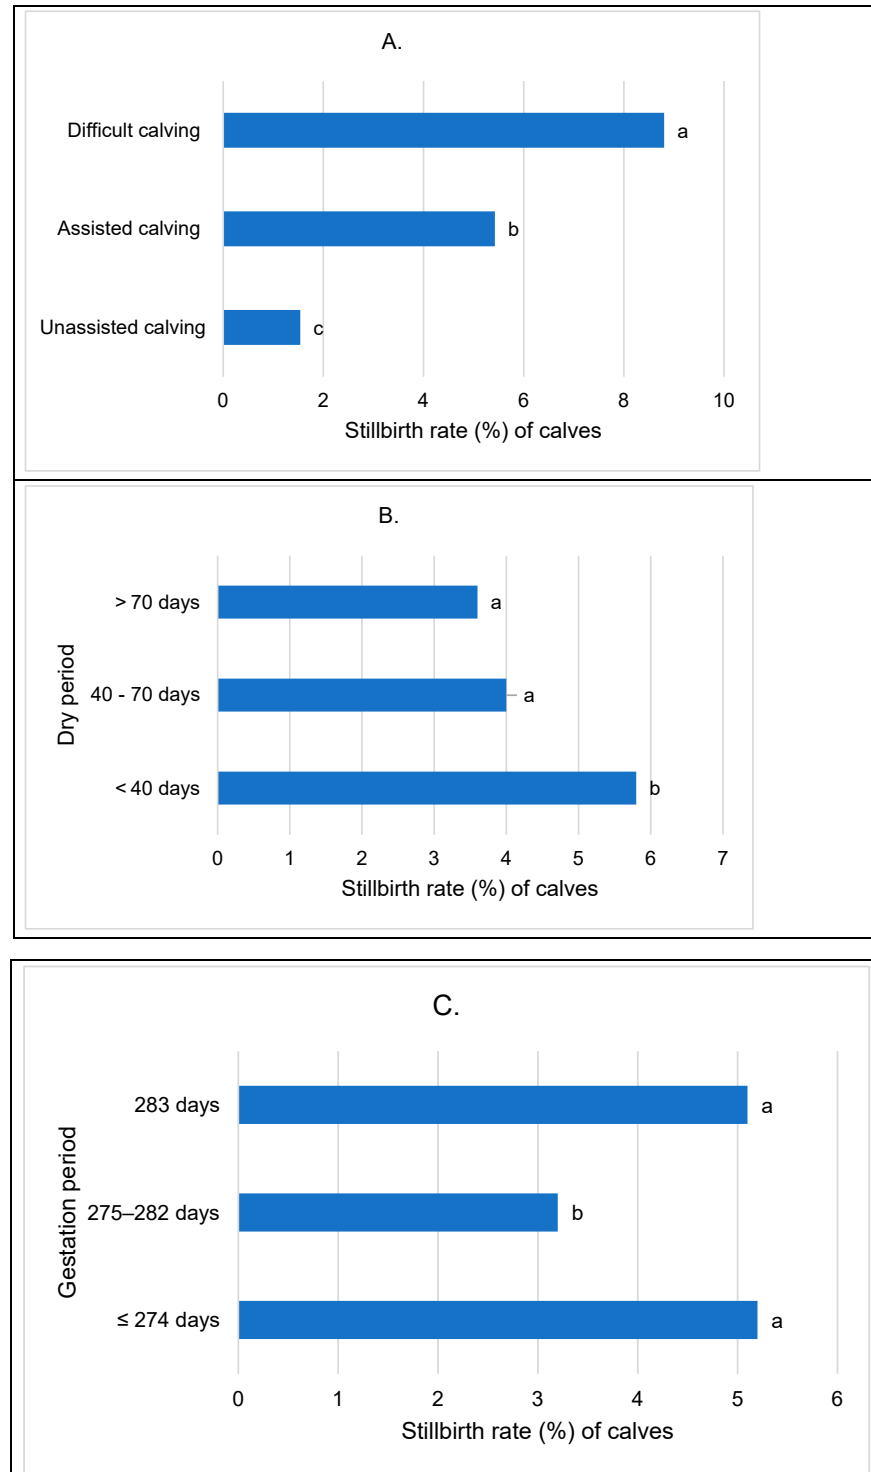 A.
Difficult calving a
Assisted calving b
Unassisted calving c
0 2 4 6 8 10
Stillbirth rate (%) of calves
B.
Dry period
> 70 days a
40 - 70 days a
< 40 days b
0 1 2 3 4 5 6 7
Stillbirth rate (%) of calves
C.
Gestation period
283 days a
275–282 days b
≤ 274 days a
0 1 2 3 4 5 6
Stillbirth rate (%) of calves